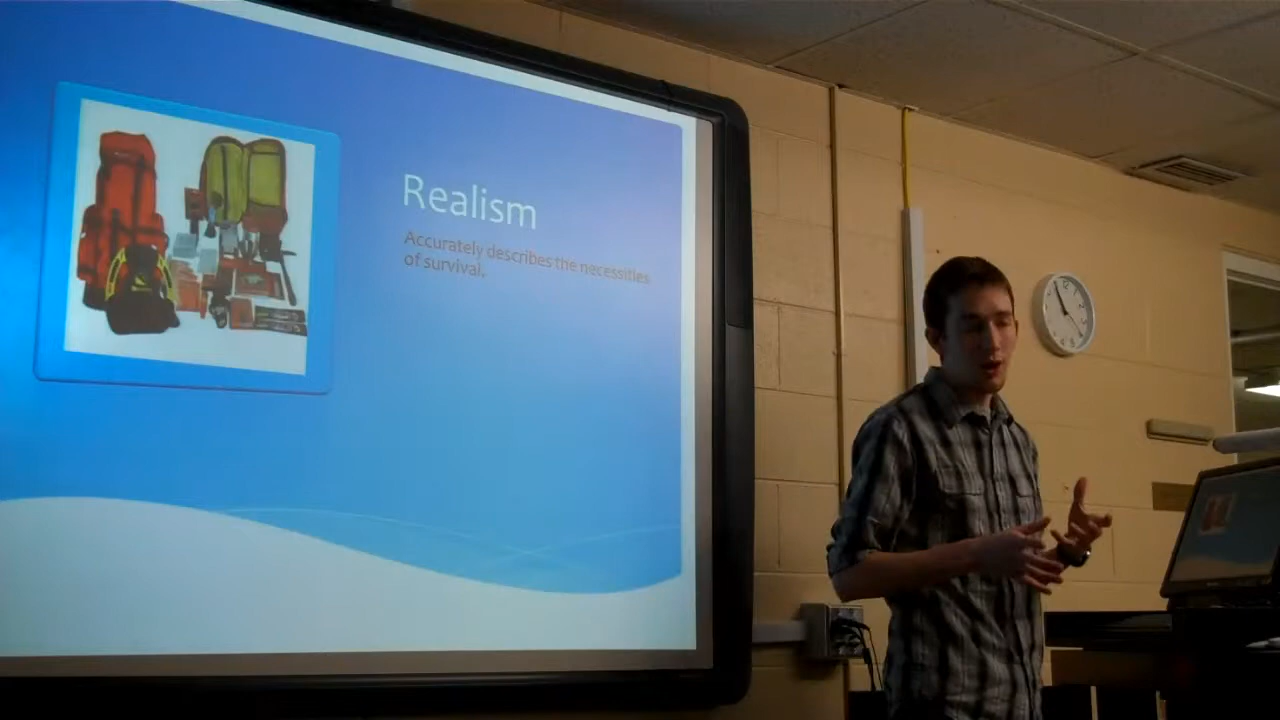 Realism
Accurately describes the necessities
of survival.